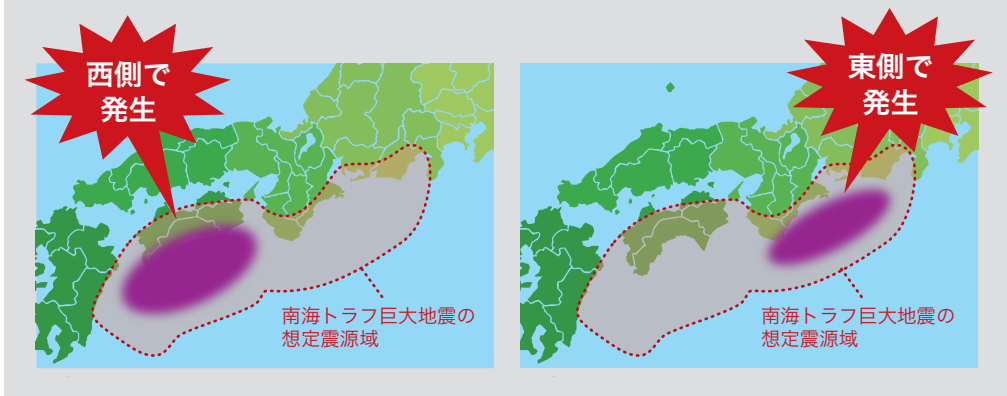 西側で
発生
南海トラフ巨大地震の
想定震源域
東側で
発生
南海トラフ巨大地震の
想定震源域